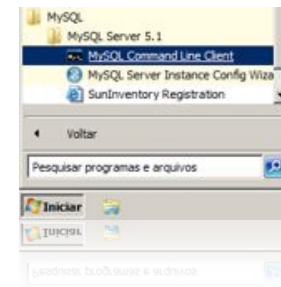 MySQL
MySQL Server 5.1
MySQL Command Line Client
MySQL Server Instance Config Wiza
SunInventory Registration
Voltar
Pesquisar programas e arquivos
Iniciar